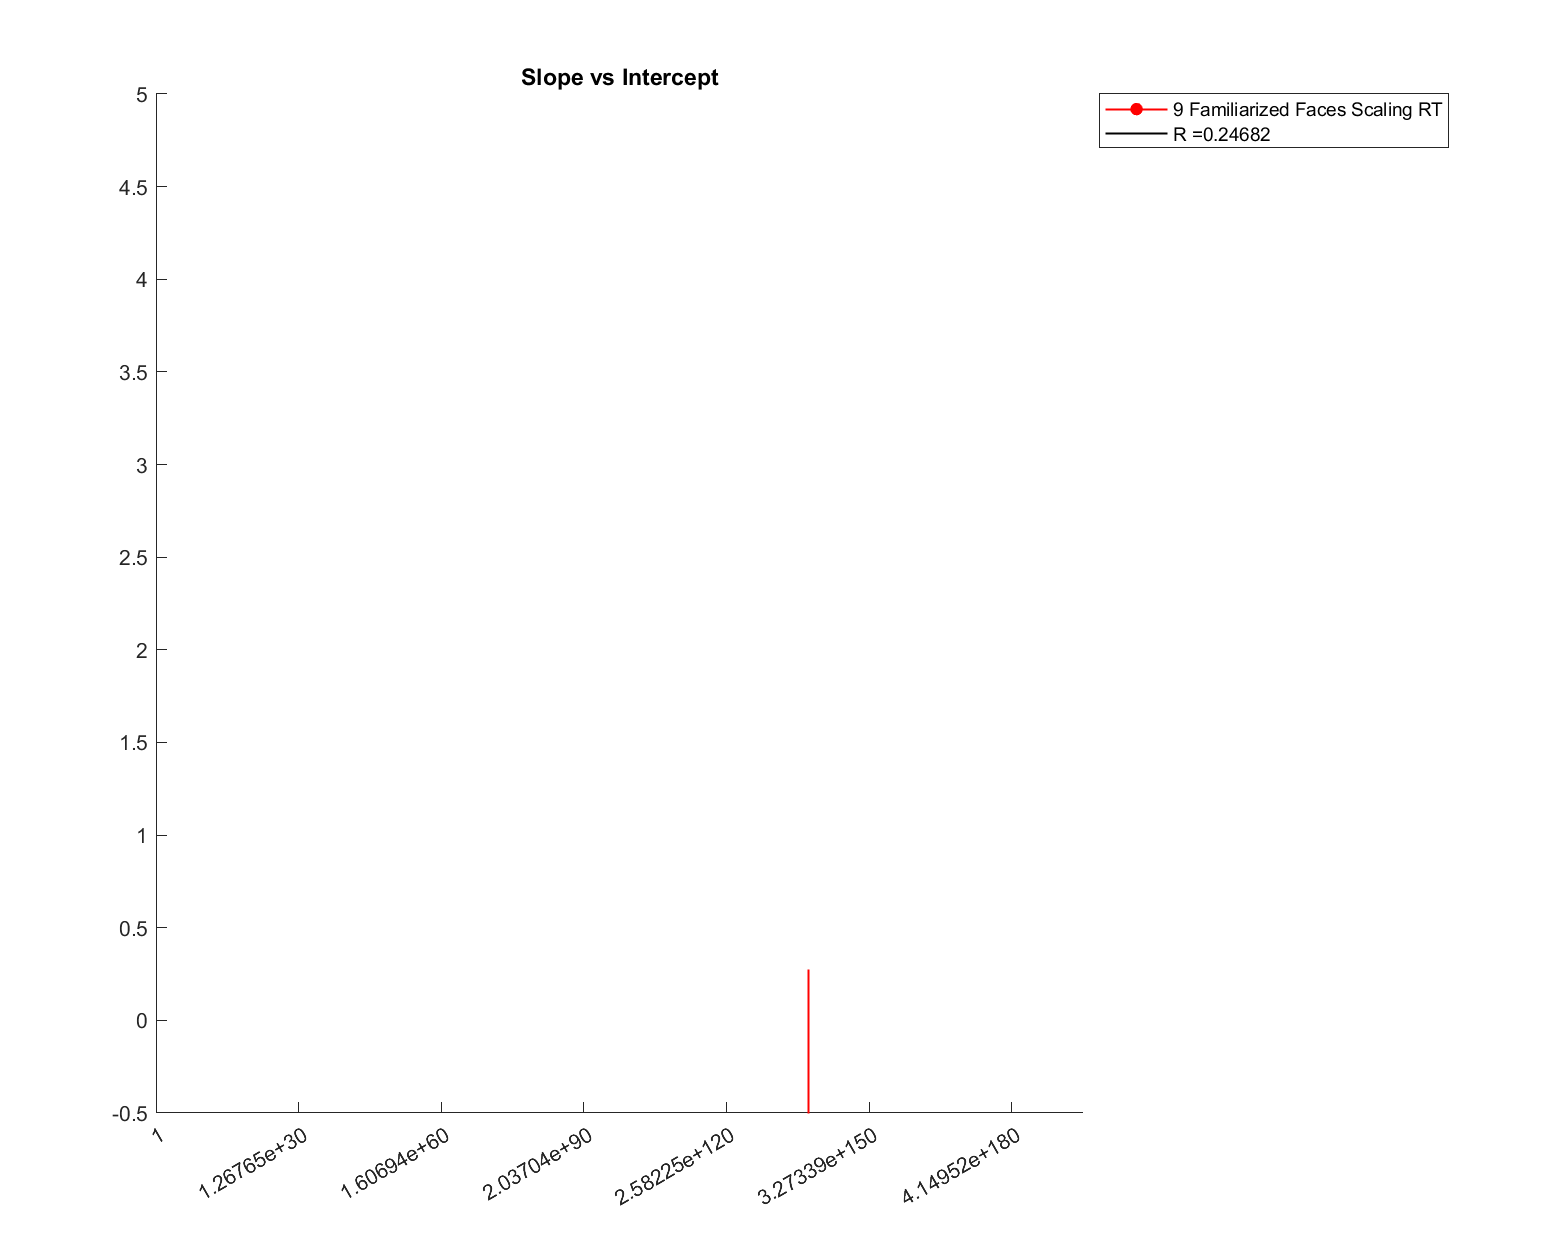 Slope vs Intercept
9 Familiarized Faces Scaling RT
R =0.24682
5
4.5
4
3.5
3
2.5
2
1.5
1
0.5
0
-0.5
1
1.26765e+30
1.60694e+60
2.03704e+90
2.58225e+120
3.27339e+150
4.14952e+180